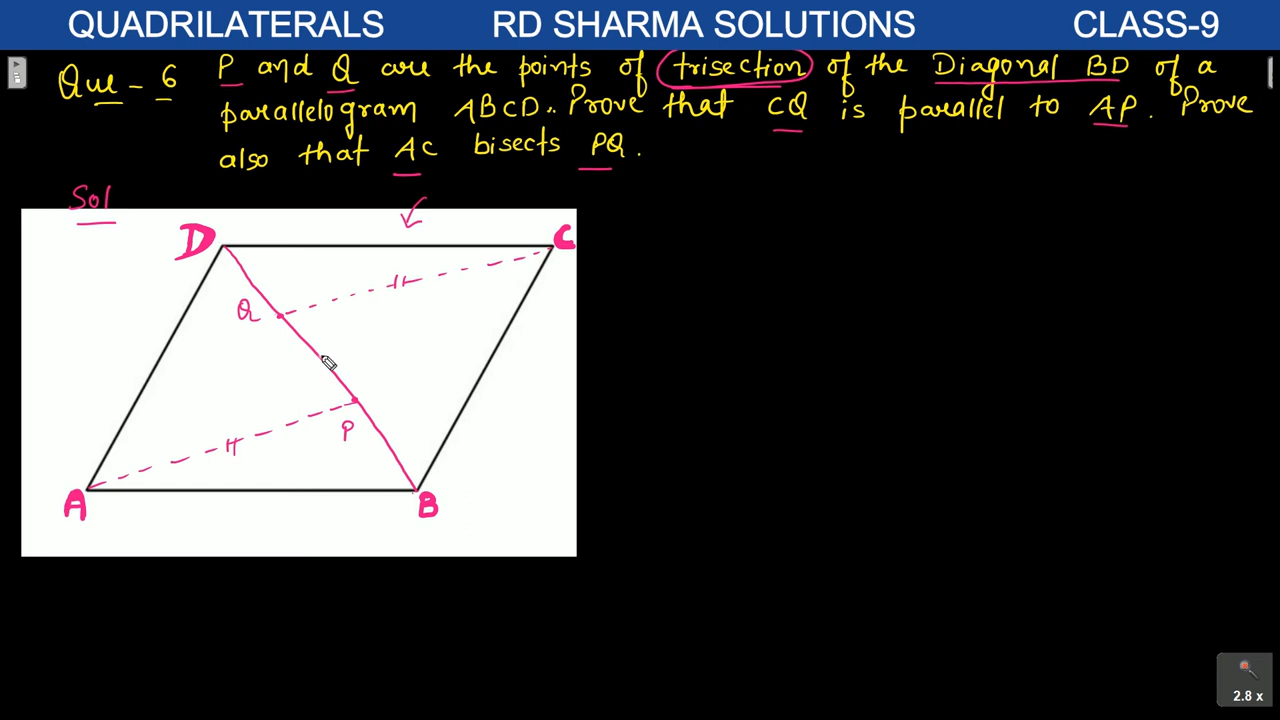 QUADRILATERALS RD SHARMA SOLUTIONS CLASS-9
Que - 6 P and Q are the points of trisection of the Diagonal BD of a
parallelogram ABCD.. Prove that CQ is parallel to AP. Prove
also that AC bisects PQ.
Sol
D C
Q
P
A B
2.8 x